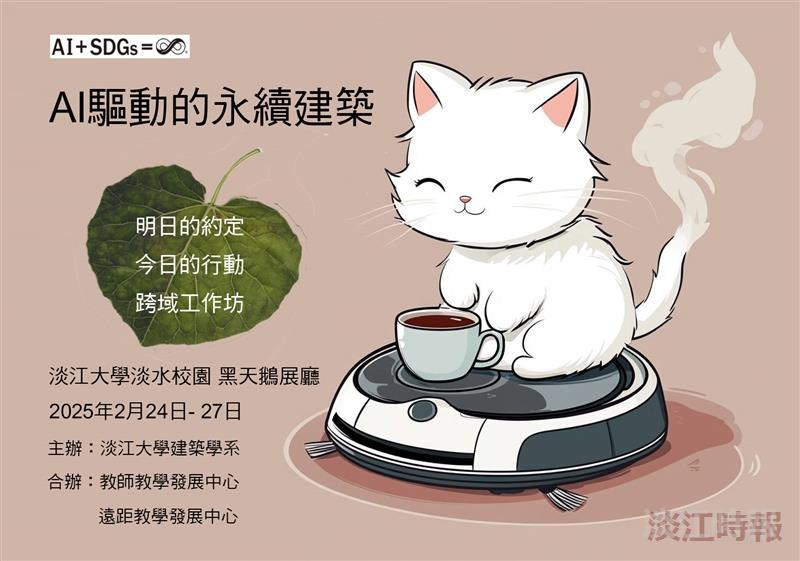 AI+SDGs=∞
AI驅動的永續建築
明日的約定
今日的行動
跨域工作坊
淡江大學淡水校園 黑天鵝展廳
2025年2月24日- 27日
主辦：淡江大學建築學系
合辦：教師教學發展中心
遠距教學發展中心
淡江時報